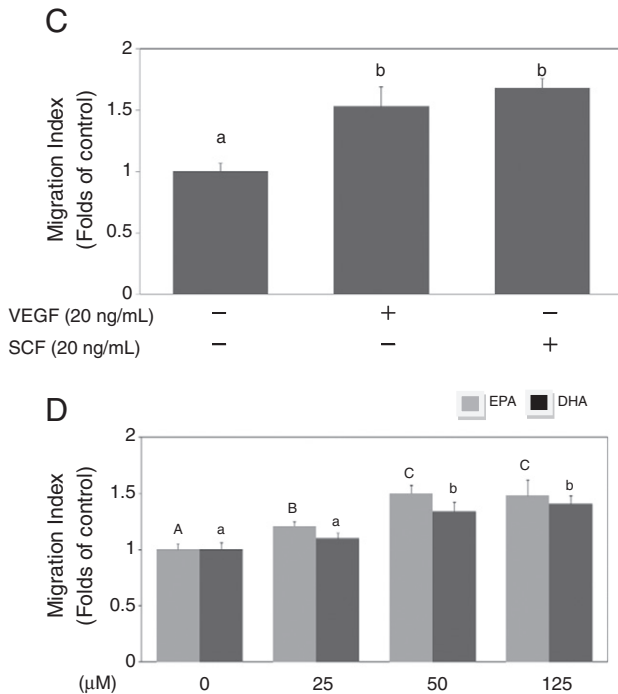 C
Migration Index
(Folds of control)
2
1.5
1
0.5
0
a
b
b
VEGF (20 ng/mL) − + −
SCF (20 ng/mL) − − +
D
EPA DHA
Migration Index
(Folds of control)
2
1.5
1
0.5
0
A a B a C b C b
(μM) 0 25 50 125